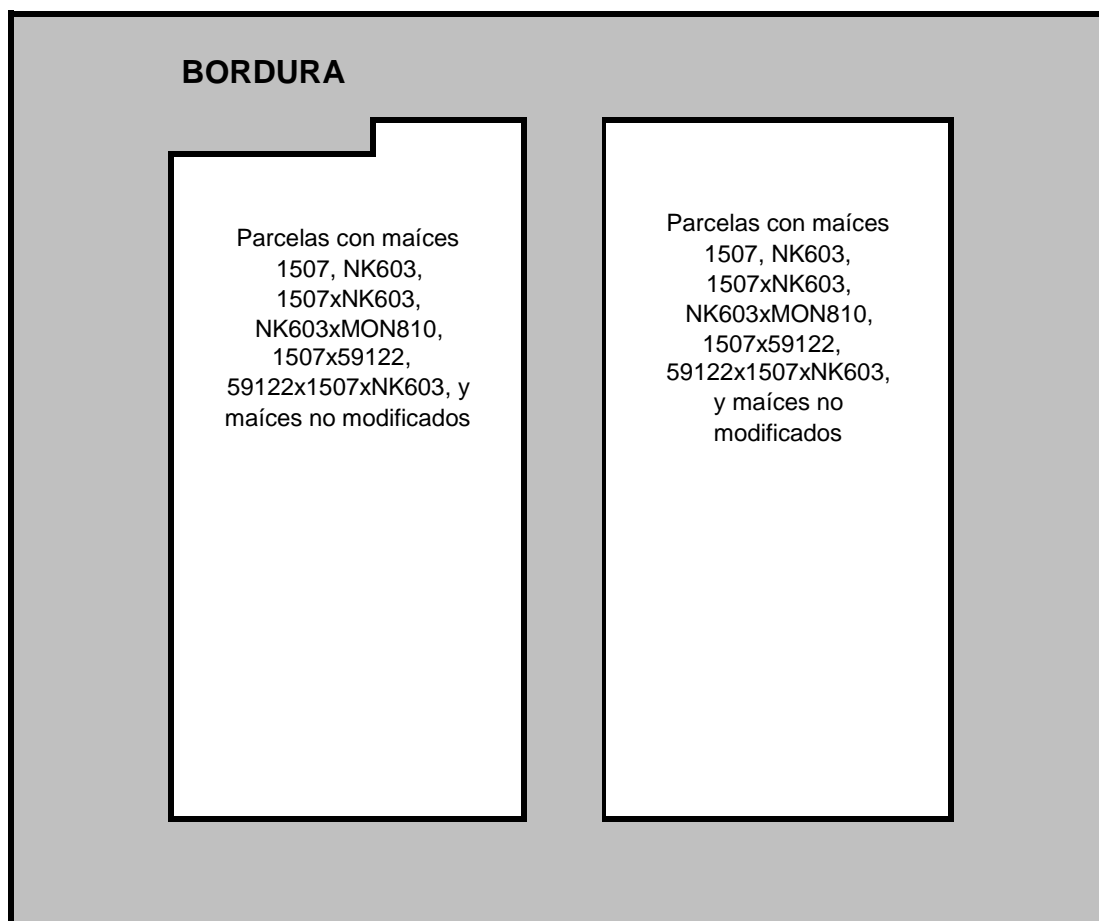 BORDURA
Parcelas con maíces
1507, NK603,
1507xNK603,
NK603xMON810,
1507x59122,
59122x1507xNK603, y
maíces no modificados
Parcelas con maíces
1507, NK603,
1507xNK603,
NK603xMON810,
1507x59122,
59122x1507xNK603,
y maíces no
modificados